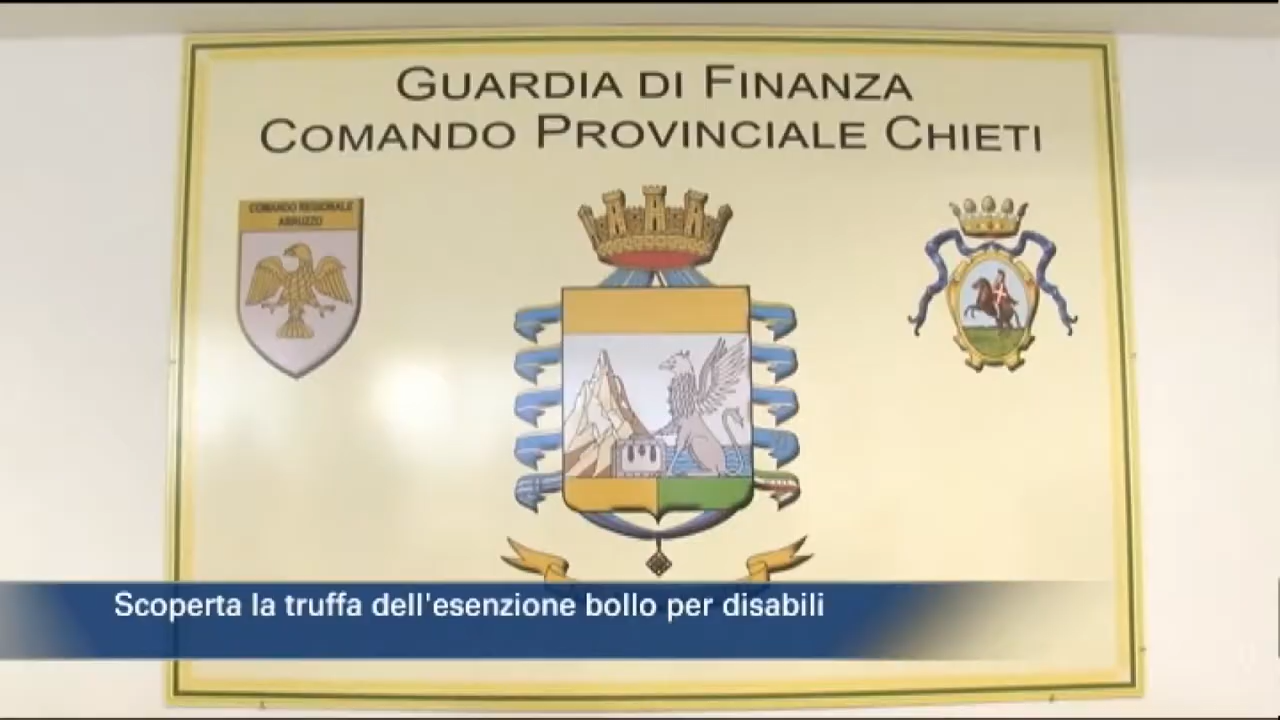 GUARDIA DI FINANZA
COMANDO PROVINCIALE CHIETI
COMANDO REGIONALE
ABRUZZO
Scoperta la truffa dell'esenzione bollo per disabili